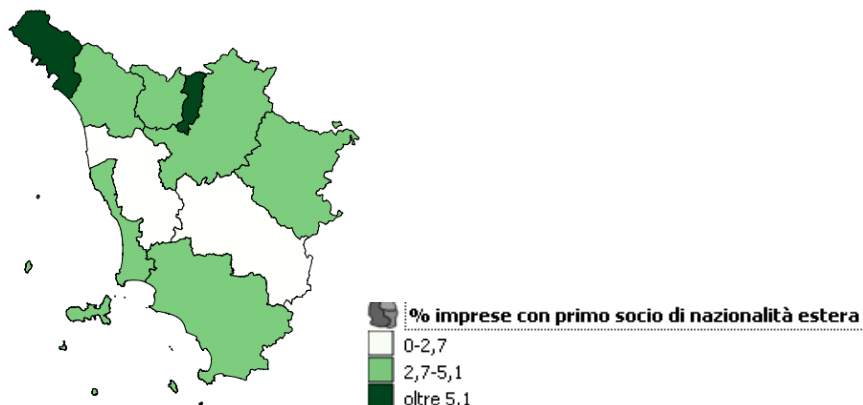 % imprese con primo socio di nazionalità estera
0-2,7
2,7-5,1
oltre 5,1